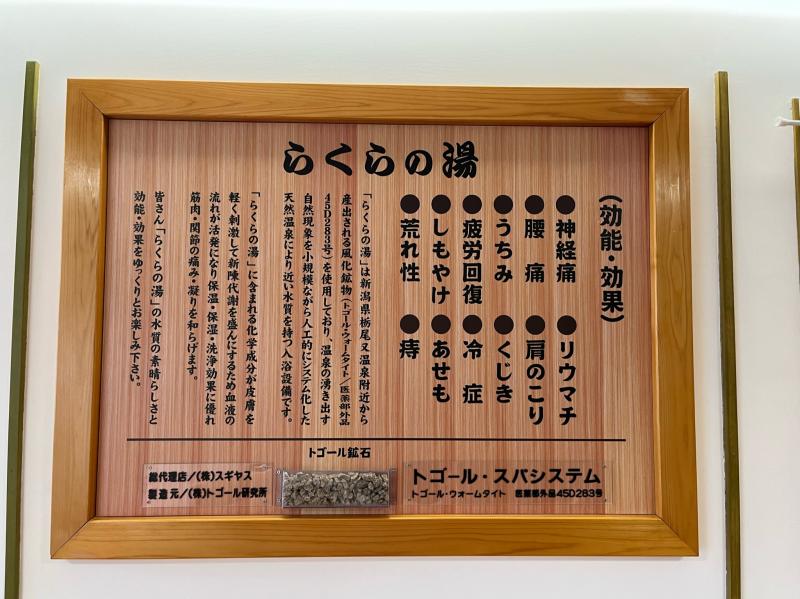 らくらの湯
(効能・効果)
●神経痛 ●リウマチ
●腰痛 ●肩のこり
●うちみ ●くじき
●疲労回復 ●冷症
●しもやけ ●あせも
●荒れ性 ●痔
「らくらの湯」は新潟県栃尾又温泉附近から
産出される風化鉱物(トゴール・ウォームタイト/医薬部外品
45D283号)を使用しており、温泉の湧き出す
自然現象を小規模ながら人工的にシステム化した
天然温泉により近い水質を持つ入浴設備です。
「らくらの湯」に含まれる化学成分が皮膚を
軽く刺激して新陳代謝を盛んにするため血液の
流れが活発になり保温・保湿・洗浄効果に優れ
筋肉・関節の痛み・凝りを和らげます。
皆さん「らくらの湯」の水質の素晴らしさと
効能・効果をゆっくりとお楽しみ下さい。
トゴール鉱石
総代理店/(株)スギヤス
製造元/(株)トゴール研究所
トゴール・スパシステム
トゴール・ウォームタイト 医薬部外品45D283号